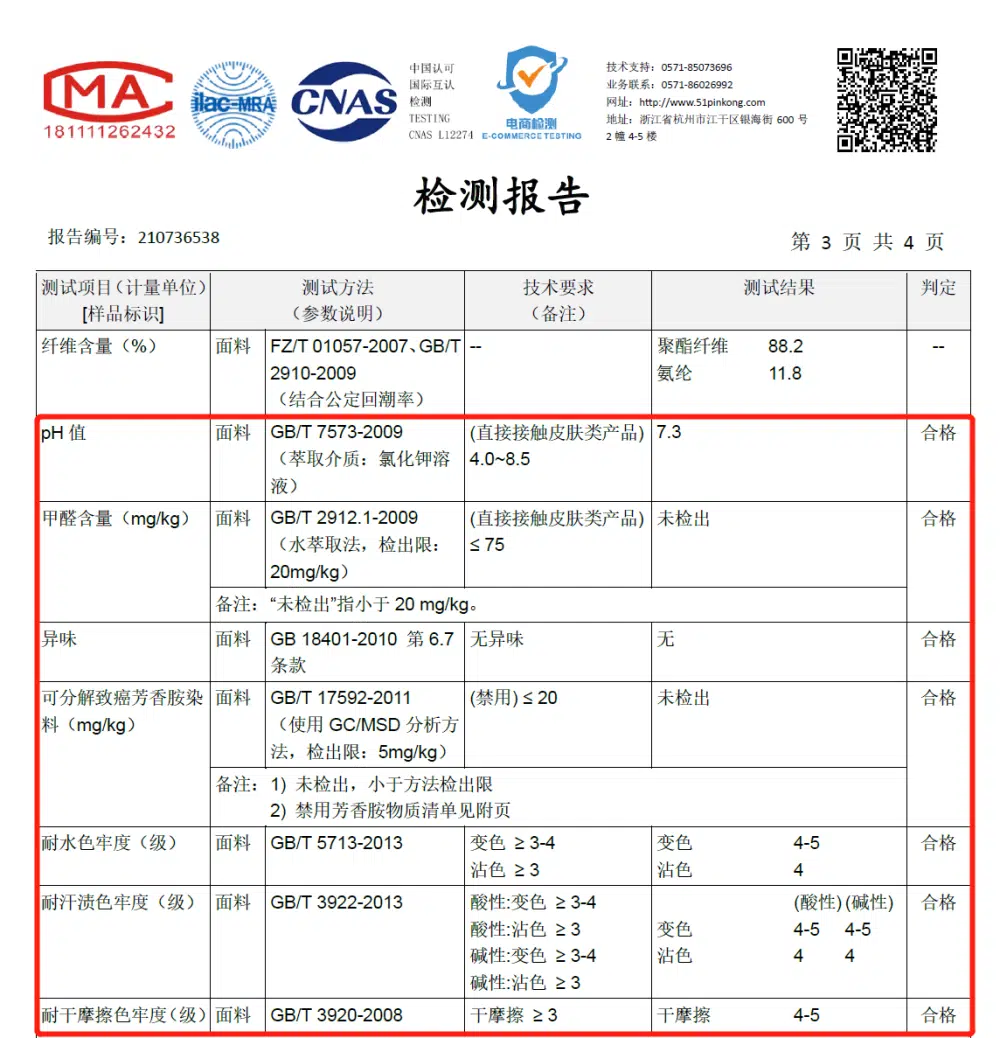 MA
181111262432
ilac-MRA
CNAS
中国认可
国际互认
检测
TESTING
CNAS L12274
电商检测
E-COMMERCE TESTING
技术支持：0571-85073696
业务联系：0571-86026992
网址：http://www.51pinkong.com
地址：浙江省杭州市江干区银海街 600 号
2 幢 4-5 楼
检测报告
报告编号：210736538
第 3 页 共 4 页
测试项目（计量单位） 测试方法 技术要求 测试结果 判定
[样品标识] （参数说明） （备注）
纤维含量（%） 面料 FZ/T 01057-2007、GB/T -- 聚酯纤维 88.2 --
2910-2009 氨纶 11.8
（结合公定回潮率）
pH 值 面料 GB/T 7573-2009 (直接接触皮肤类产品) 7.3 合格
（萃取介质：氯化钾溶 4.0~8.5
液）
甲醛含量（mg/kg） 面料 GB/T 2912.1-2009 (直接接触皮肤类产品) 未检出 合格
（水萃取法，检出限： ≤ 75
20mg/kg）
备注：“未检出”指小于 20 mg/kg。
异味 面料 GB 18401-2010 第 6.7 无异味 无 合格
条款
可分解致癌芳香胺染 面料 GB/T 17592-2011 (禁用) ≤ 20 未检出 合格
料（mg/kg） （使用 GC/MSD 分析方
法，检出限：5mg/kg）
备注：1) 未检出，小于方法检出限
2) 禁用芳香胺物质清单见附页
耐水色牢度（级） 面料 GB/T 5713-2013 变色 ≥ 3-4 变色 4-5 合格
沾色 ≥ 3 沾色 4
耐汗渍色牢度（级） 面料 GB/T 3922-2013 酸性:变色 ≥ 3-4 (酸性) (碱性) 合格
酸性:沾色 ≥ 3 变色 4-5 4-5
碱性:变色 ≥ 3-4 沾色 4 4
碱性:沾色 ≥ 3
耐干摩擦色牢度（级） 面料 GB/T 3920-2008 干摩擦 ≥ 3 干摩擦 4-5 合格